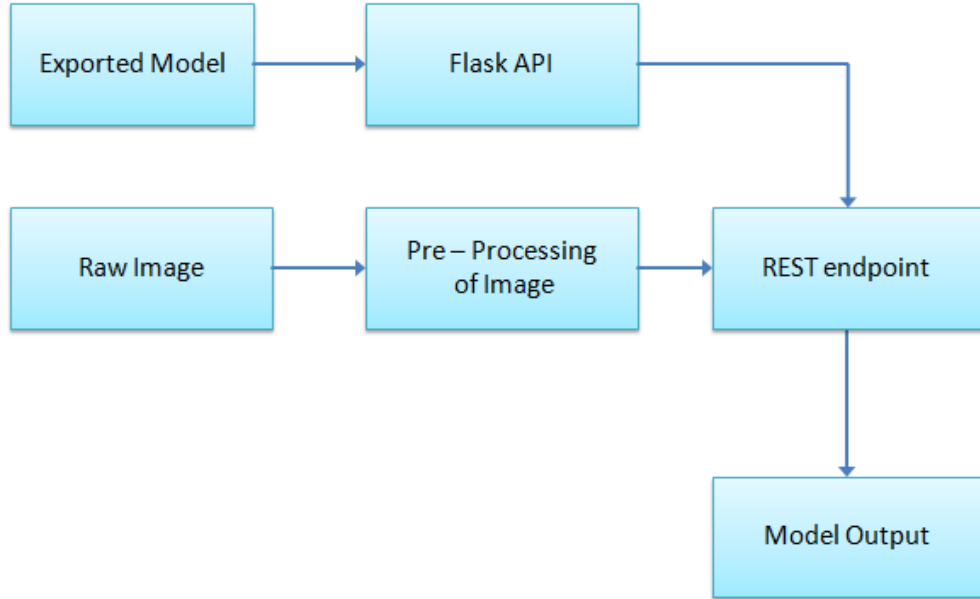 Exported Model
Flask API
Raw Image
Pre – Processing
of Image
REST endpoint
Model Output